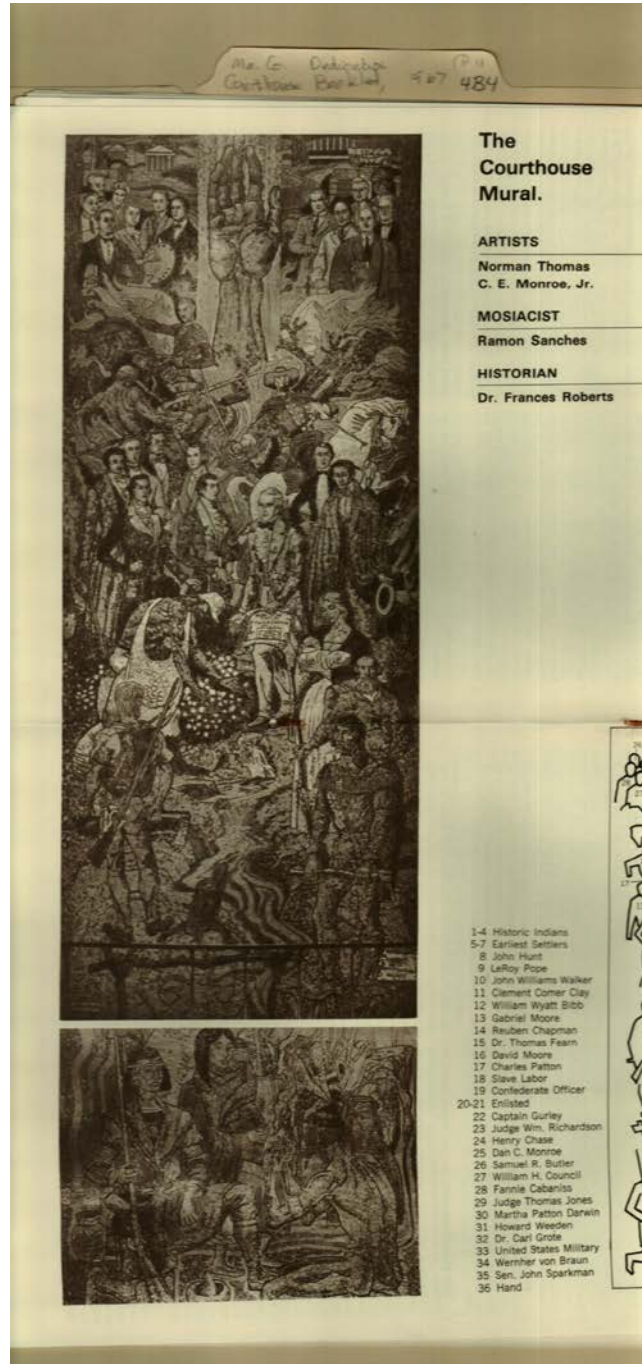 Ma. Co.
Courthouse Booklet, 1967 P 11
484
The
Courthouse
Mural.
ARTISTS
Norman Thomas
C. E. Monroe, Jr.
MOSIACIST
Ramon Sanches
HISTORIAN
Dr. Frances Roberts
1-4 Historic Indians
5-7 Earliest Settlers
8 John Hunt
9 LeRoy Pope
10 John Williams Walker
11 Clement Comer Clay
12 William Wyatt Bibb
13 Gabriel Moore
14 Reuben Chapman
15 Dr. Thomas Fearn
16 David Moore
17 Charles Patton
18 Slave Labor
19 Confederate Officer
20-21 Enlisted
22 Captain Gurley
23 Judge Wm. Richardson
24 Henry Chase
25 Dan C. Monroe
26 Samuel R. Butler
27 William H. Council
28 Fannie Cabaniss
29 Judge Thomas Jones
30 Martha Patton Darwin
31 Howard Weeden
32 Dr. Carl Grote
33 United States Military
34 Wernher von Braun
35 Sen. John Sparkman
36 Hand
17